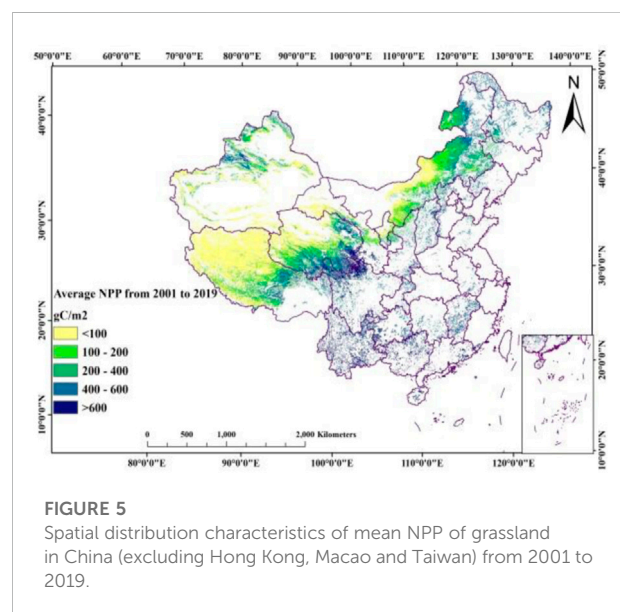 50°0'0"E 60°0'0"E 70°0'0"E 80°0'0"E 90°0'0"E 100°0'0"E 110°0'0"E 120°0'0"E 130°0'0"E 140°0'0"E
N
50°0'0"N
40°0'0"N
40°0'0"N
30°0'0"N
30°0'0"N
20°0'0"N
20°0'0"N
10°0'0"N
10°0'0"N
Average NPP from 2001 to 2019
gC/m2
<100
100 - 200
200 - 400
400 - 600
>600
0 500 1,000 2,000 Kilometers
80°0'0"E 90°0'0"E 100°0'0"E 110°0'0"E 120°0'0"E
FIGURE 5
Spatial distribution characteristics of mean NPP of grassland
in China (excluding Hong Kong, Macao and Taiwan) from 2001 to
2019.